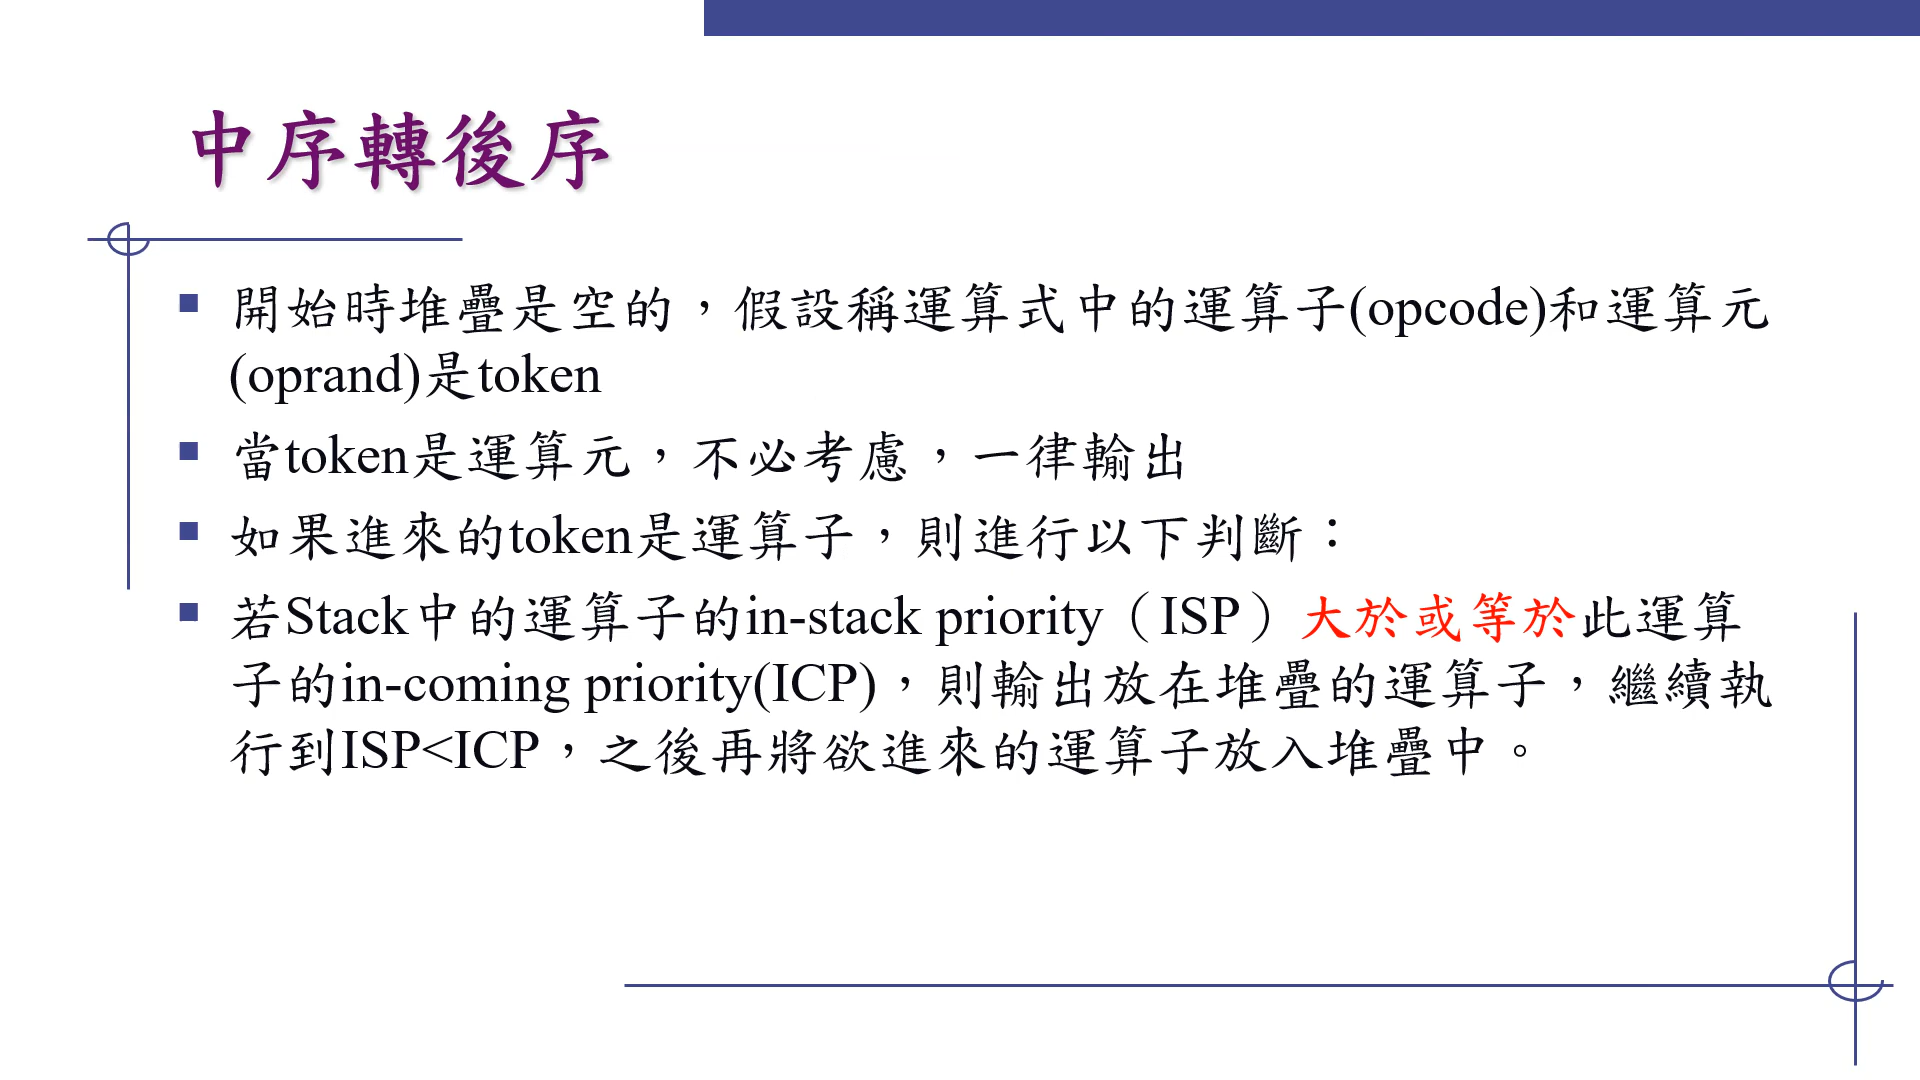 中序轉後序
開始時堆疊是空的，假設稱運算式中的運算子(opcode)和運算元
(oprand)是token
當token是運算元，不必考慮，一律輸出
如果進來的token是運算子，則進行以下判斷：
若Stack中的運算子的in-stack priority（ISP）大於或等於此運算
子的in-coming priority(ICP)，則輸出放在堆疊的運算子，繼續執
行到ISP<ICP，之後再將欲進來的運算子放入堆疊中。